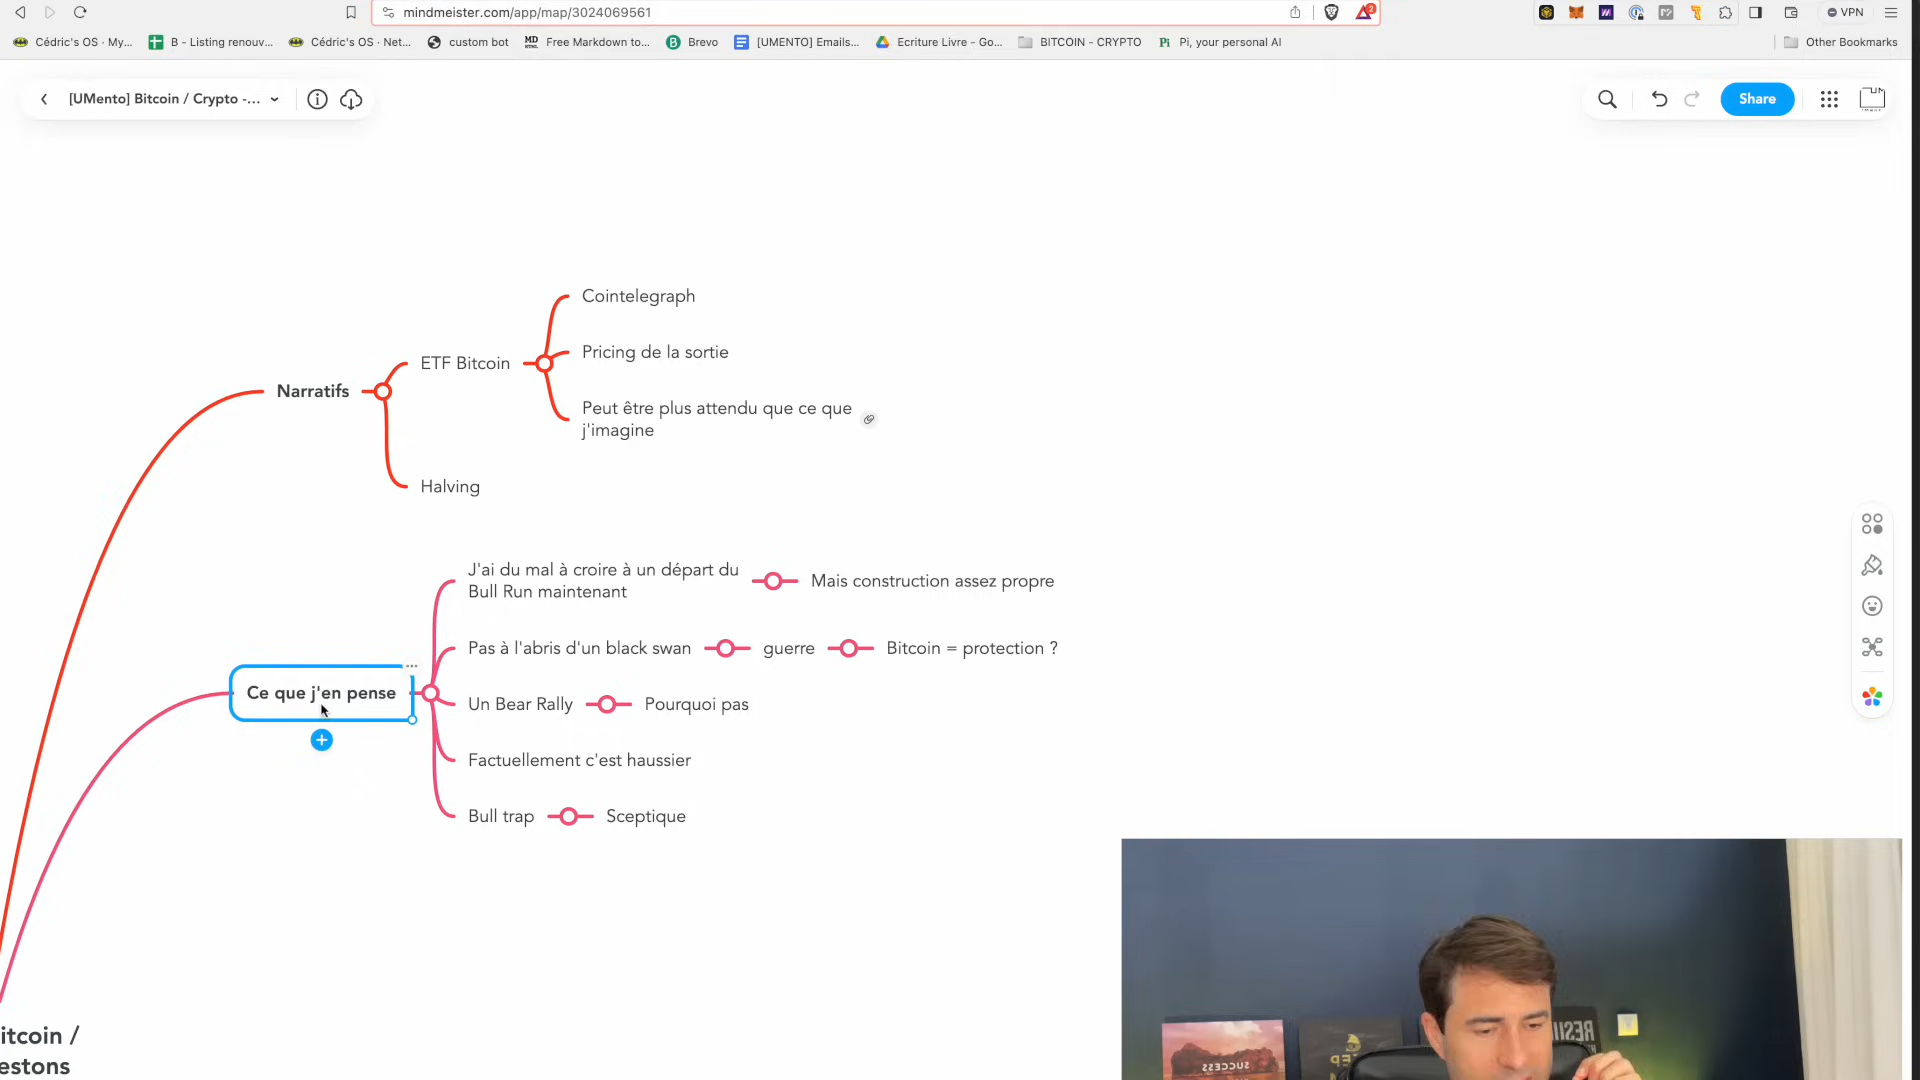 mindmeister.com/app/map/3024069561
2
VPN
Cédric's OS · My...
B - Listing renouv...
Cédric's OS · Net...
custom bot
MD
Free Markdown to...
B
Brevo
[UMENTO] Emails...
Ecriture Livre - Go...
BITCOIN - CRYPTO
Pi
Pi, your personal AI
Other Bookmarks
[UMento] Bitcoin / Crypto -...
Share
Cointelegraph
ETF Bitcoin
Pricing de la sortie
Narratifs
Peut être plus attendu que ce que
j'imagine
Halving
J'ai du mal à croire à un départ du
Bull Run maintenant
Mais construction assez propre
Pas à l'abris d'un black swan
guerre
Bitcoin = protection ?
Ce que j'en pense
Un Bear Rally
Pourquoi pas
Factuellement c'est haussier
Bull trap
Sceptique
itcoin /
estons
SUCCESS